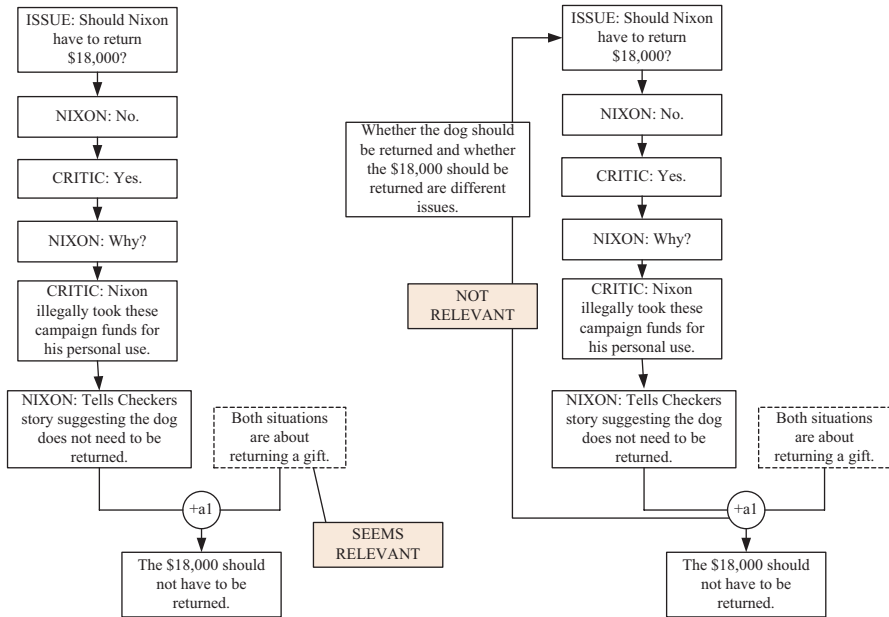 ISSUE: Should Nixon
have to return
$18,000?
NIXON: No.
CRITIC: Yes.
NIXON: Why?
CRITIC: Nixon
illegally took these
campaign funds for
his personal use.
NIXON: Tells Checkers
story suggesting the dog
does not need to be
returned.
Both situations
are about
returning a gift.
+a1
SEEMS
RELEVANT
The $18,000 should
not have to be
returned.
ISSUE: Should Nixon
have to return
$18,000?
NIXON: No.
Whether the dog should
be returned and whether
the $18,000 should be
returned are different
issues.
CRITIC: Yes.
NIXON: Why?
NOT
RELEVANT
CRITIC: Nixon
illegally took these
campaign funds for
his personal use.
NIXON: Tells Checkers
story suggesting the dog
does not need to be
returned.
Both situations
are about
returning a gift.
+a1
The $18,000 should
not have to be
returned.